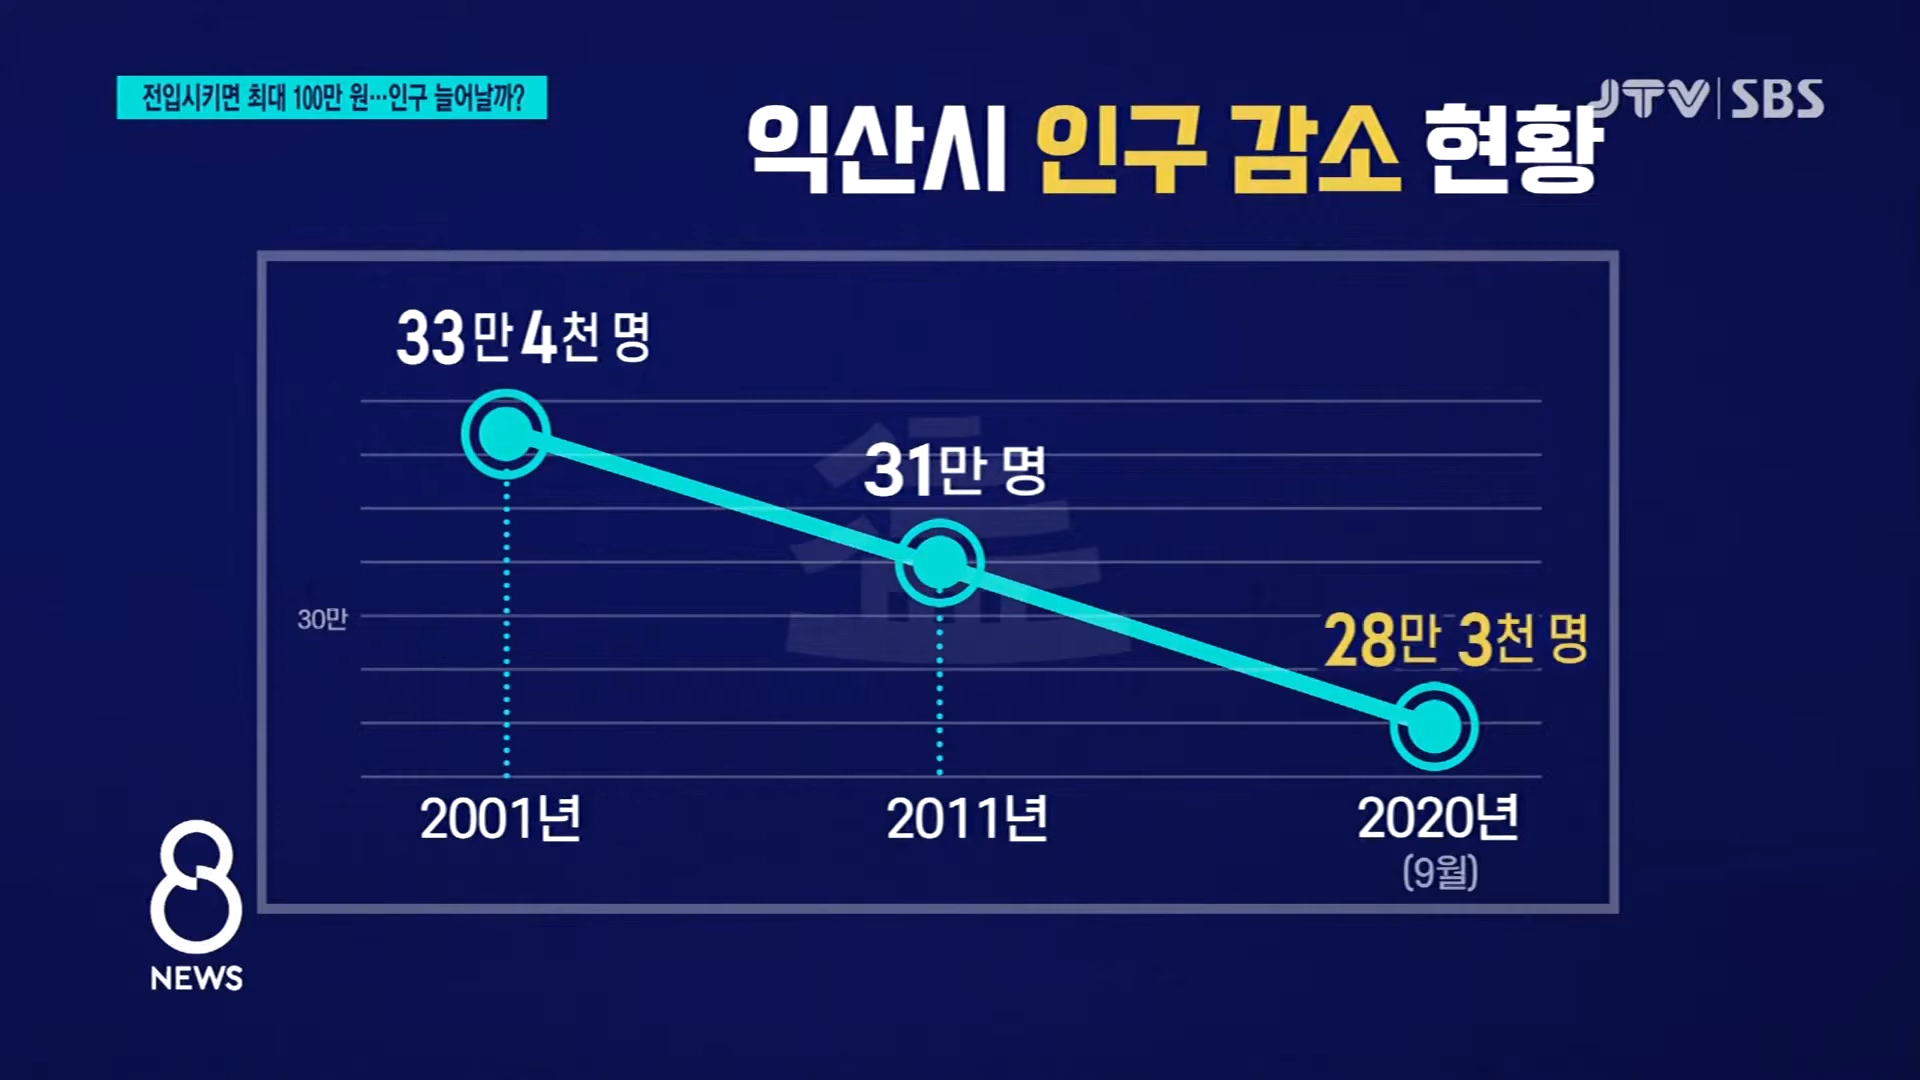 전입시키면 최대 100만 원…인구 늘어날까?
JTV SBS
익산시 인구 감소 현황
33만 4천 명
31만 명
30만
28만 3천 명
2001년
2011년
2020년
(9월)
8
NEWS